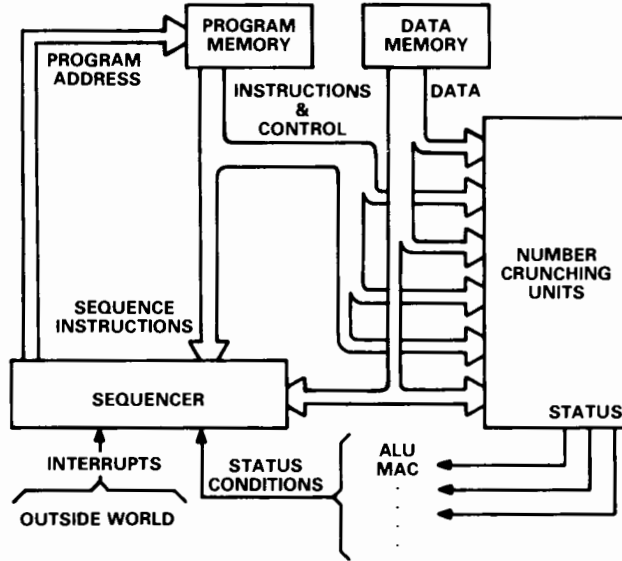 PROGRAM
MEMORY
DATA
MEMORY
PROGRAM
ADDRESS
INSTRUCTIONS
&
CONTROL
DATA
NUMBER
CRUNCHING
UNITS
SEQUENCE
INSTRUCTIONS
SEQUENCER
STATUS
INTERRUPTS
OUTSIDE WORLD
STATUS
CONDITIONS
ALU
MAC